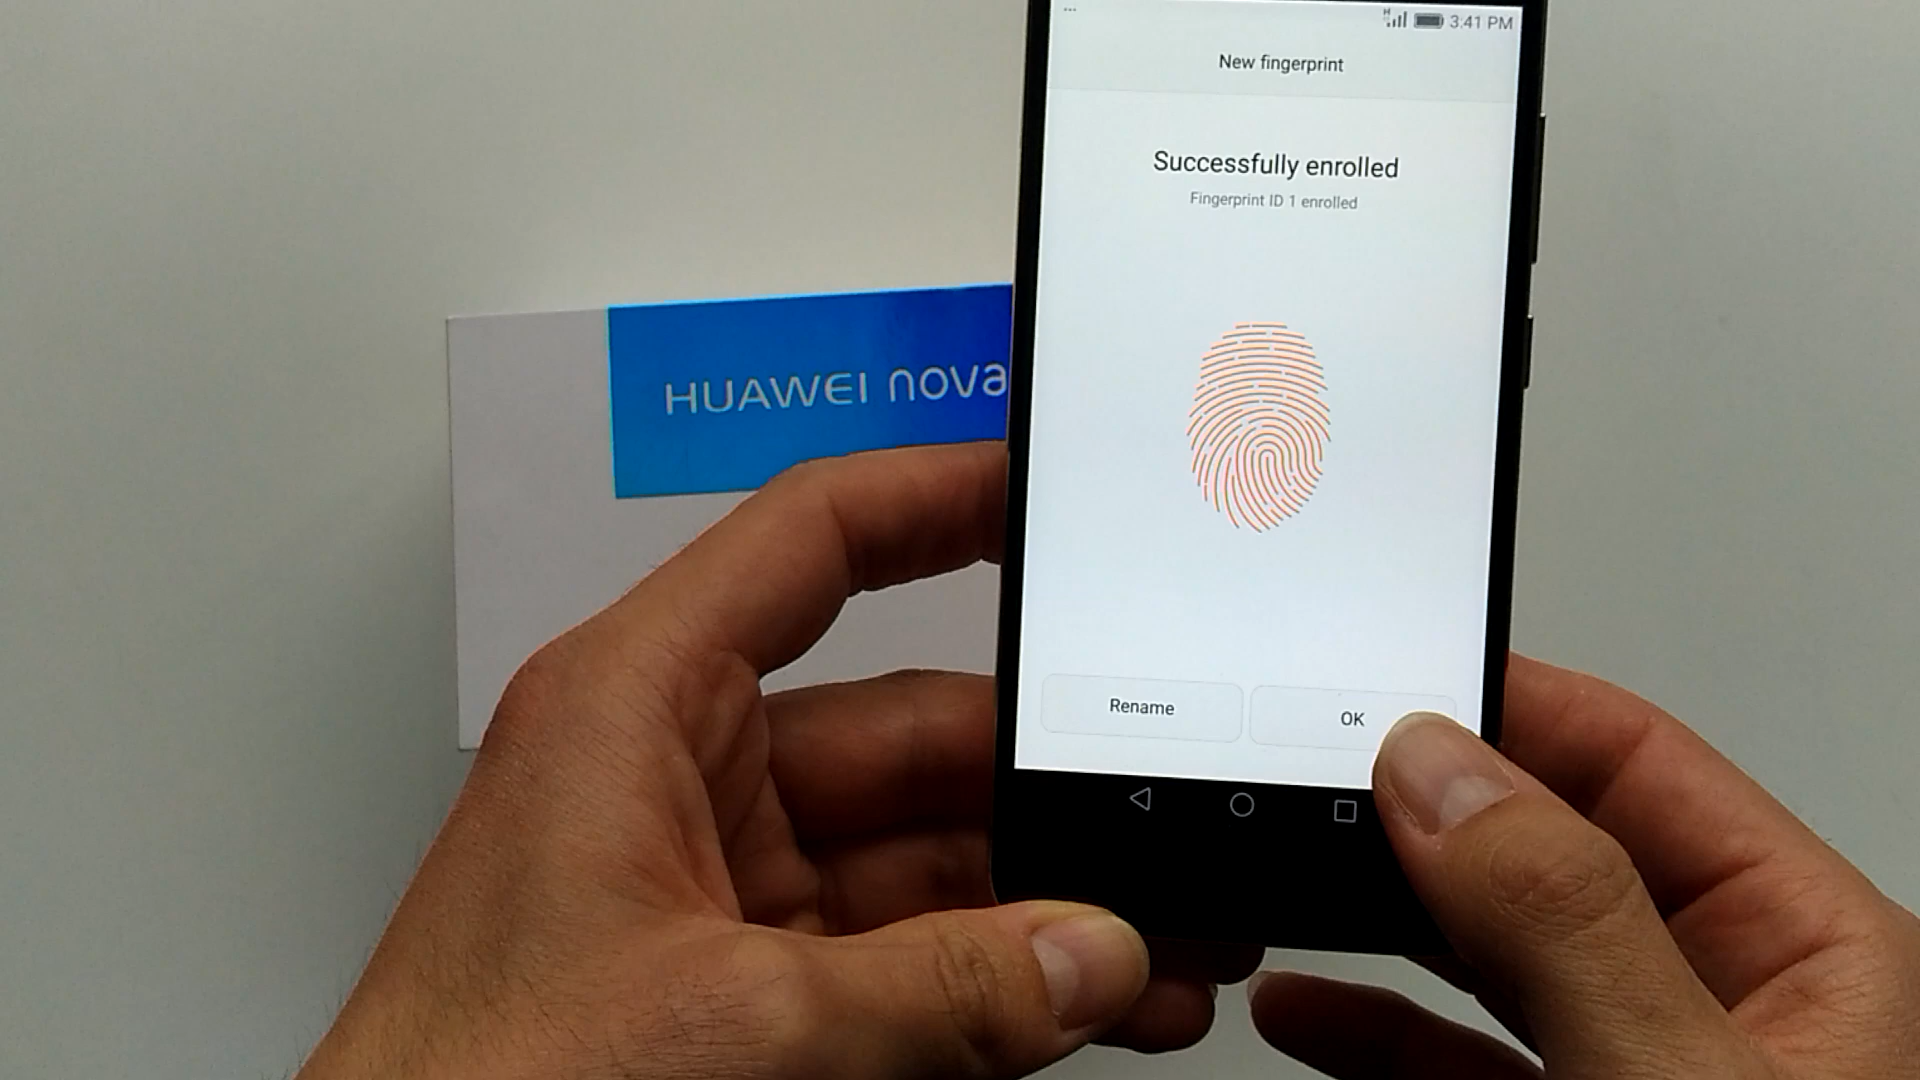 H 3:41 PM
New fingerprint
Successfully enrolled
Fingerprint ID 1 enrolled
HUAWEI nova
Rename
OK